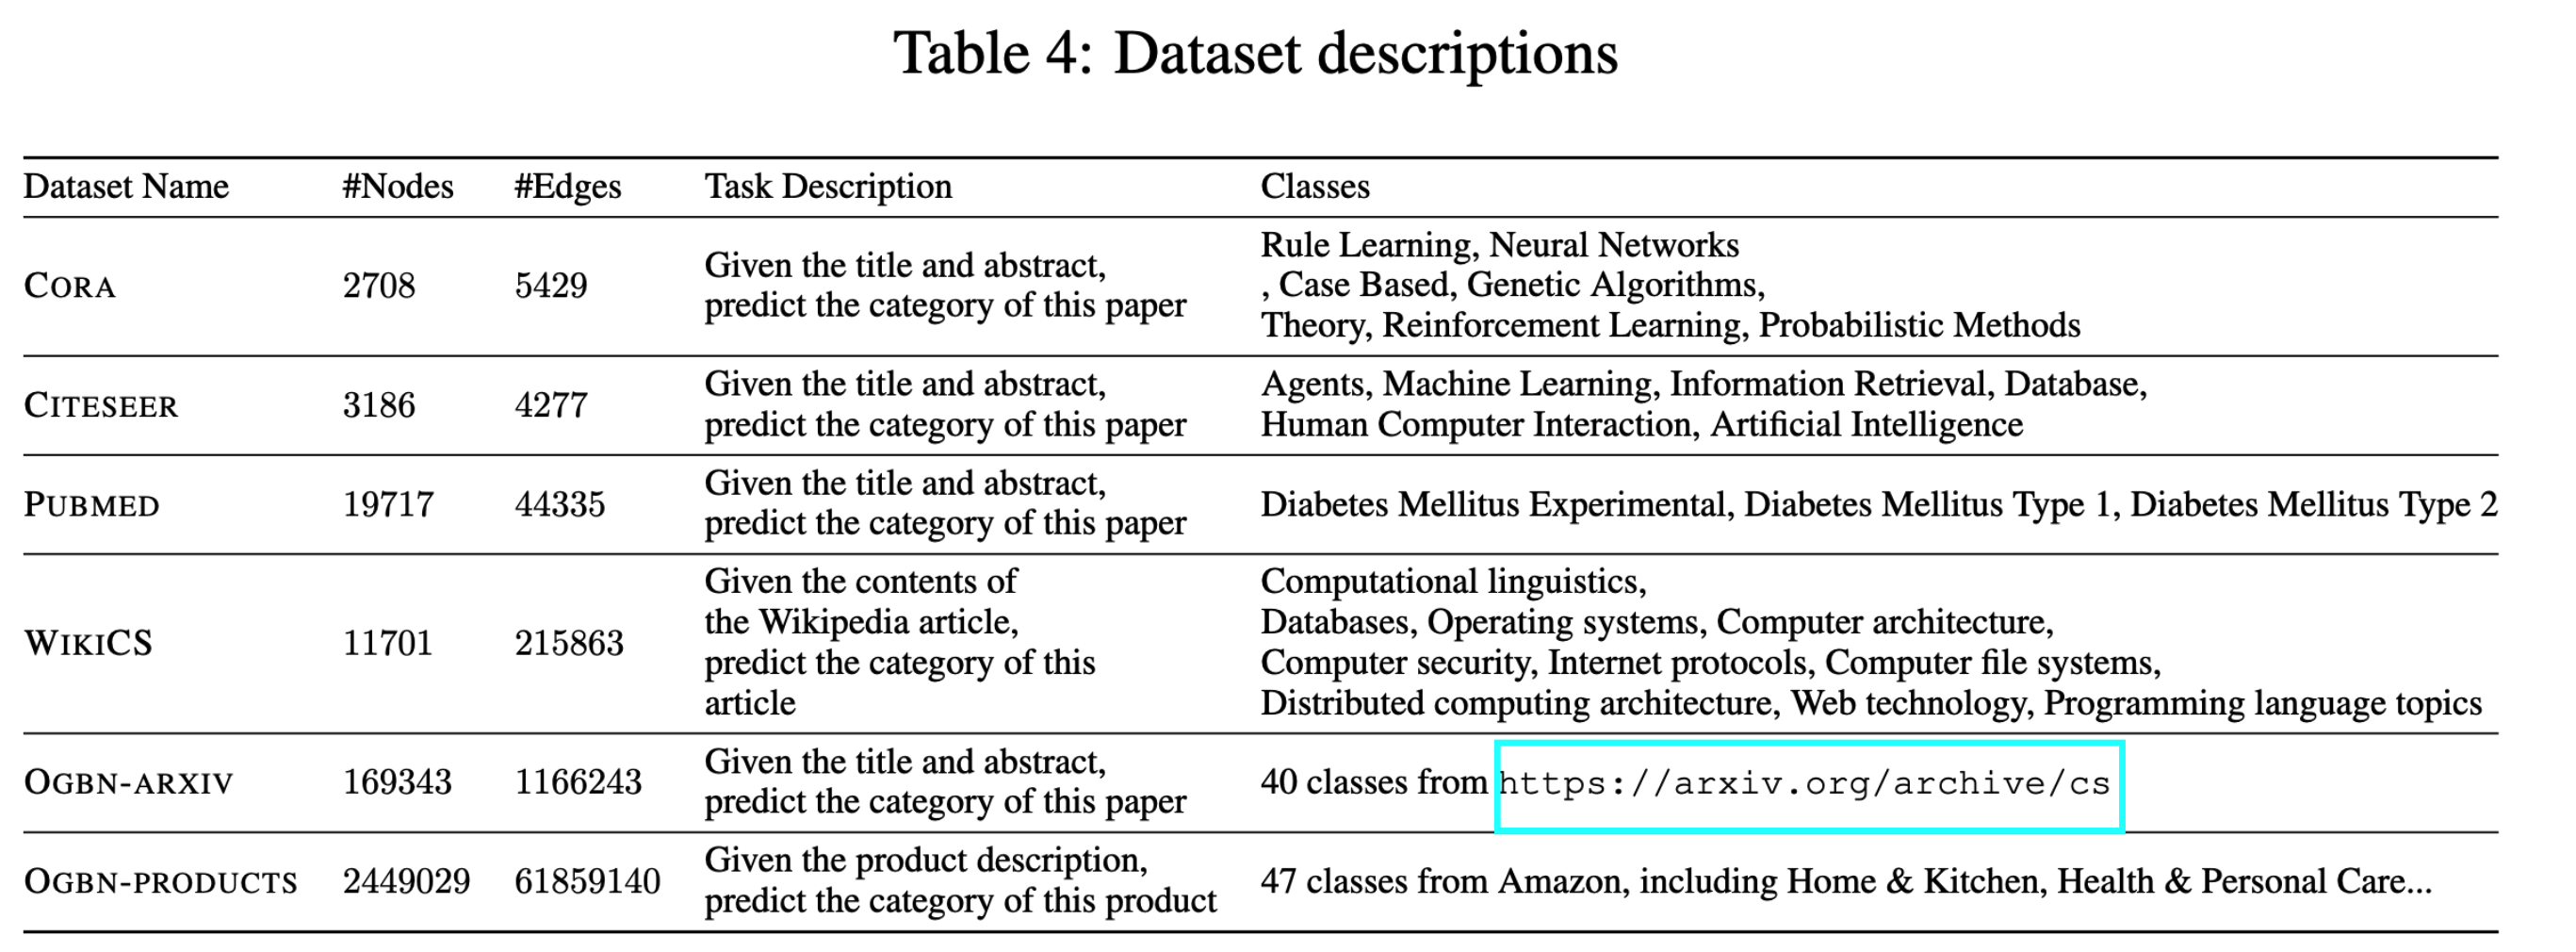 Table 4: Dataset descriptions
Dataset Name #Nodes #Edges Task Description Classes
CORA 2708 5429 Given the title and abstract,
predict the category of this paper Rule Learning, Neural Networks
, Case Based, Genetic Algorithms,
Theory, Reinforcement Learning, Probabilistic Methods
CITESEER 3186 4277 Given the title and abstract,
predict the category of this paper Agents, Machine Learning, Information Retrieval, Database,
Human Computer Interaction, Artificial Intelligence
PUBMED 19717 44335 Given the title and abstract,
predict the category of this paper Diabetes Mellitus Experimental, Diabetes Mellitus Type 1, Diabetes Mellitus Type 2
WIKICS 11701 215863 Given the contents of
the Wikipedia article,
predict the category of this
article Computational linguistics,
Databases, Operating systems, Computer architecture,
Computer security, Internet protocols, Computer file systems,
Distributed computing architecture, Web technology, Programming language topics
OGBN-ARXIV 169343 1166243 Given the title and abstract,
predict the category of this paper 40 classes from https://arxiv.org/archive/cs
OGBN-PRODUCTS 2449029 61859140 Given the product description,
predict the category of this product 47 classes from Amazon, including Home & Kitchen, Health & Personal Care...